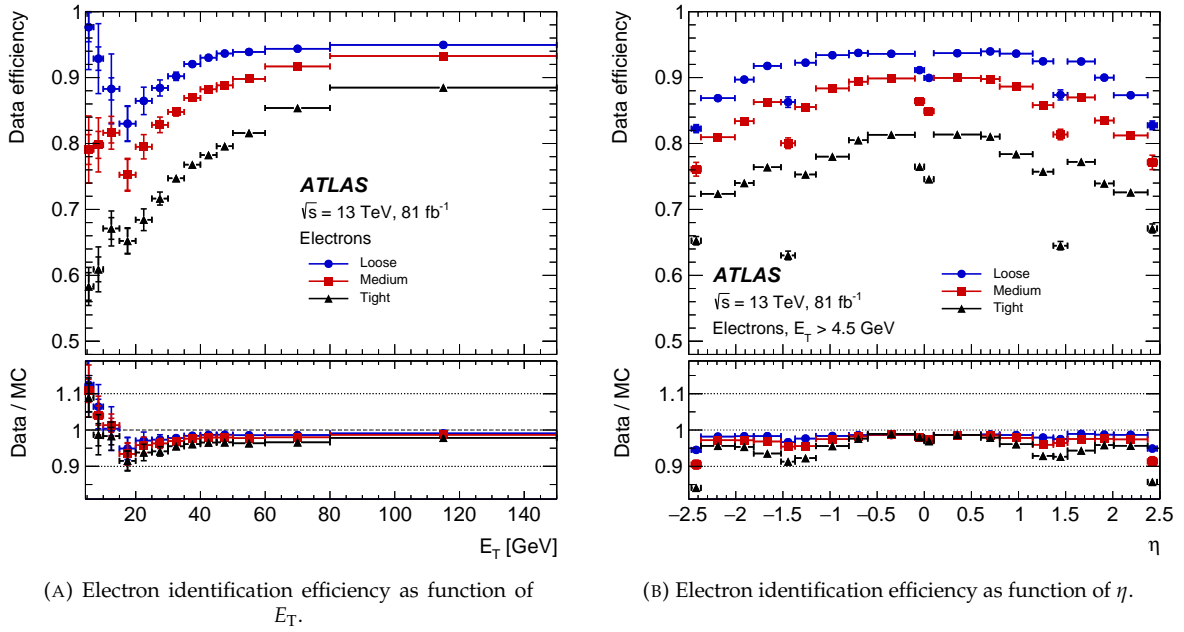 Data efficiency
1
0.9
0.8
0.7
0.6
0.5
ATLAS
√s = 13 TeV, 81 fb⁻¹
Electrons
Loose
Medium
Tight
Data / MC
1.1
1
0.9
20 40 60 80 100 120 140
E_T [GeV]
(A) Electron identification efficiency as function of
E_T.
Data efficiency
1
0.9
0.8
0.7
0.6
0.5
ATLAS
√s = 13 TeV, 81 fb⁻¹
Electrons, E_T > 4.5 GeV
Loose
Medium
Tight
Data / MC
1.1
1
0.9
−2.5 −2 −1.5 −1 −0.5 0 0.5 1 1.5 2 2.5
η
(B) Electron identification efficiency as function of η.